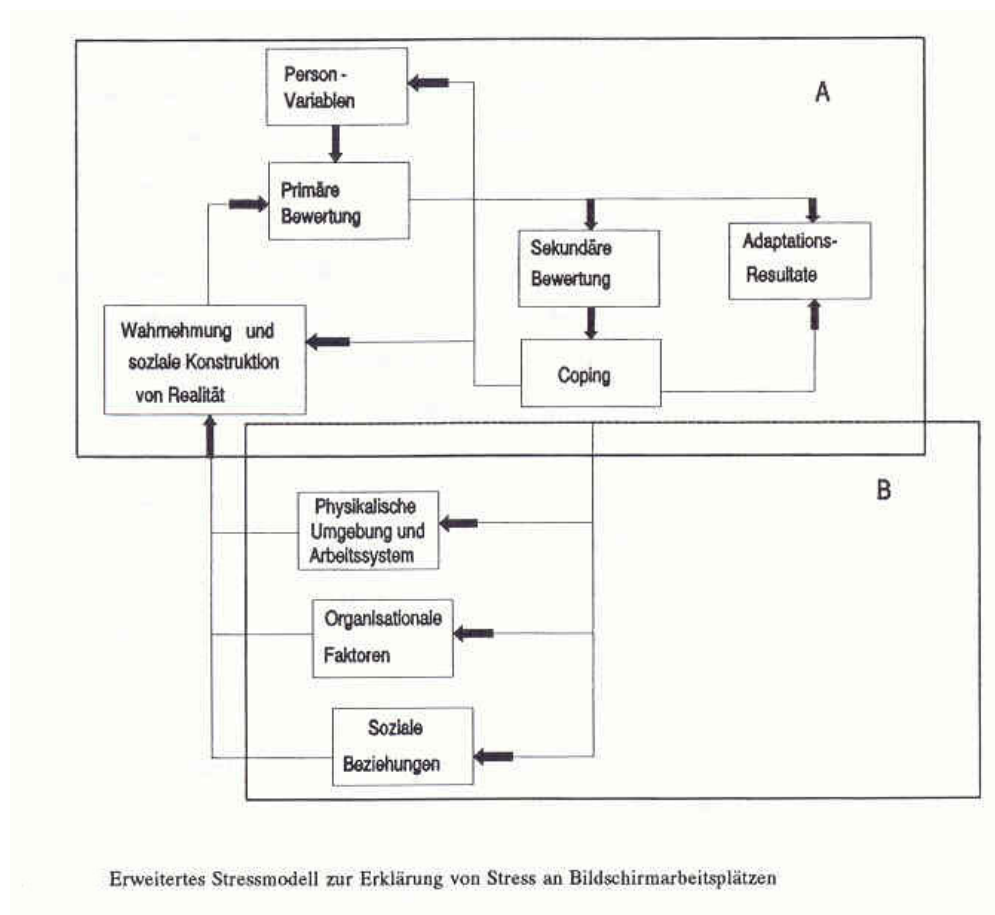 Person -
Variablen
A
Primäre
Bewertung
Sekundäre
Bewertung
Adaptations-
Resultate
Wahrnehmung und
soziale Konstruktion
von Realität
Coping
B
Physikalische
Umgebung und
Arbeitssystem
Organisationale
Faktoren
Soziale
Beziehungen
Erweitertes Stressmodell zur Erklärung von Stress an Bildschirmarbeitsplätzen